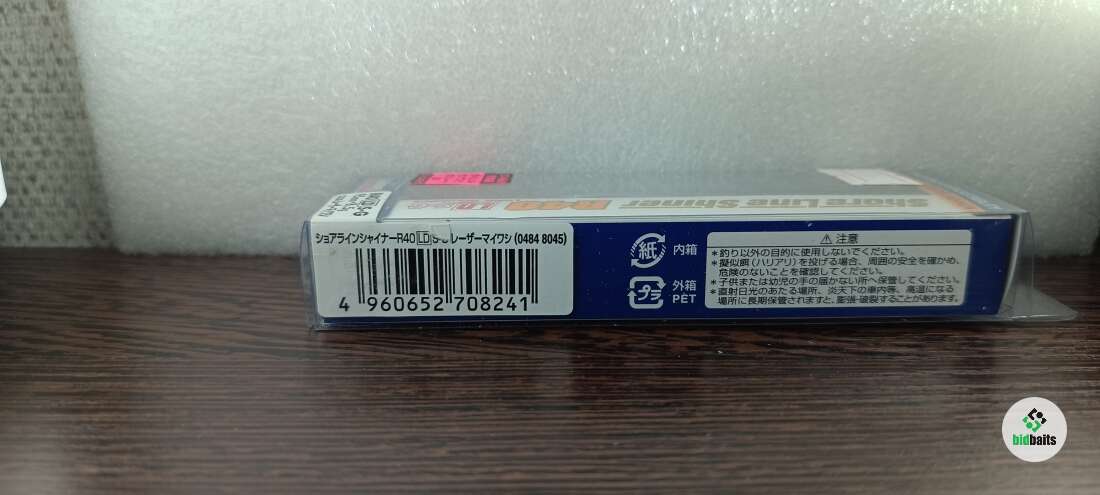 Shore Line Shiner R40 LD
ショアラインシャイナーR40 LD S-G レーザーマイワシ (0484 8045)
4 960652 708241
紙 内箱
プラ 外箱
PET
⚠ 注意
*釣り以外の目的に使用しないでください。
*擬似餌(ハリアリ)を投げる場合、周囲の安全を確かめ、
危険のないことを確認してください。
*子供または幼児の手の届かない所へ保管してください。
*直射日光のあたる場所、炎天下の車内等、高温になる
場所に長期保管されますと、膨張・破裂することがあります。
bidbaits